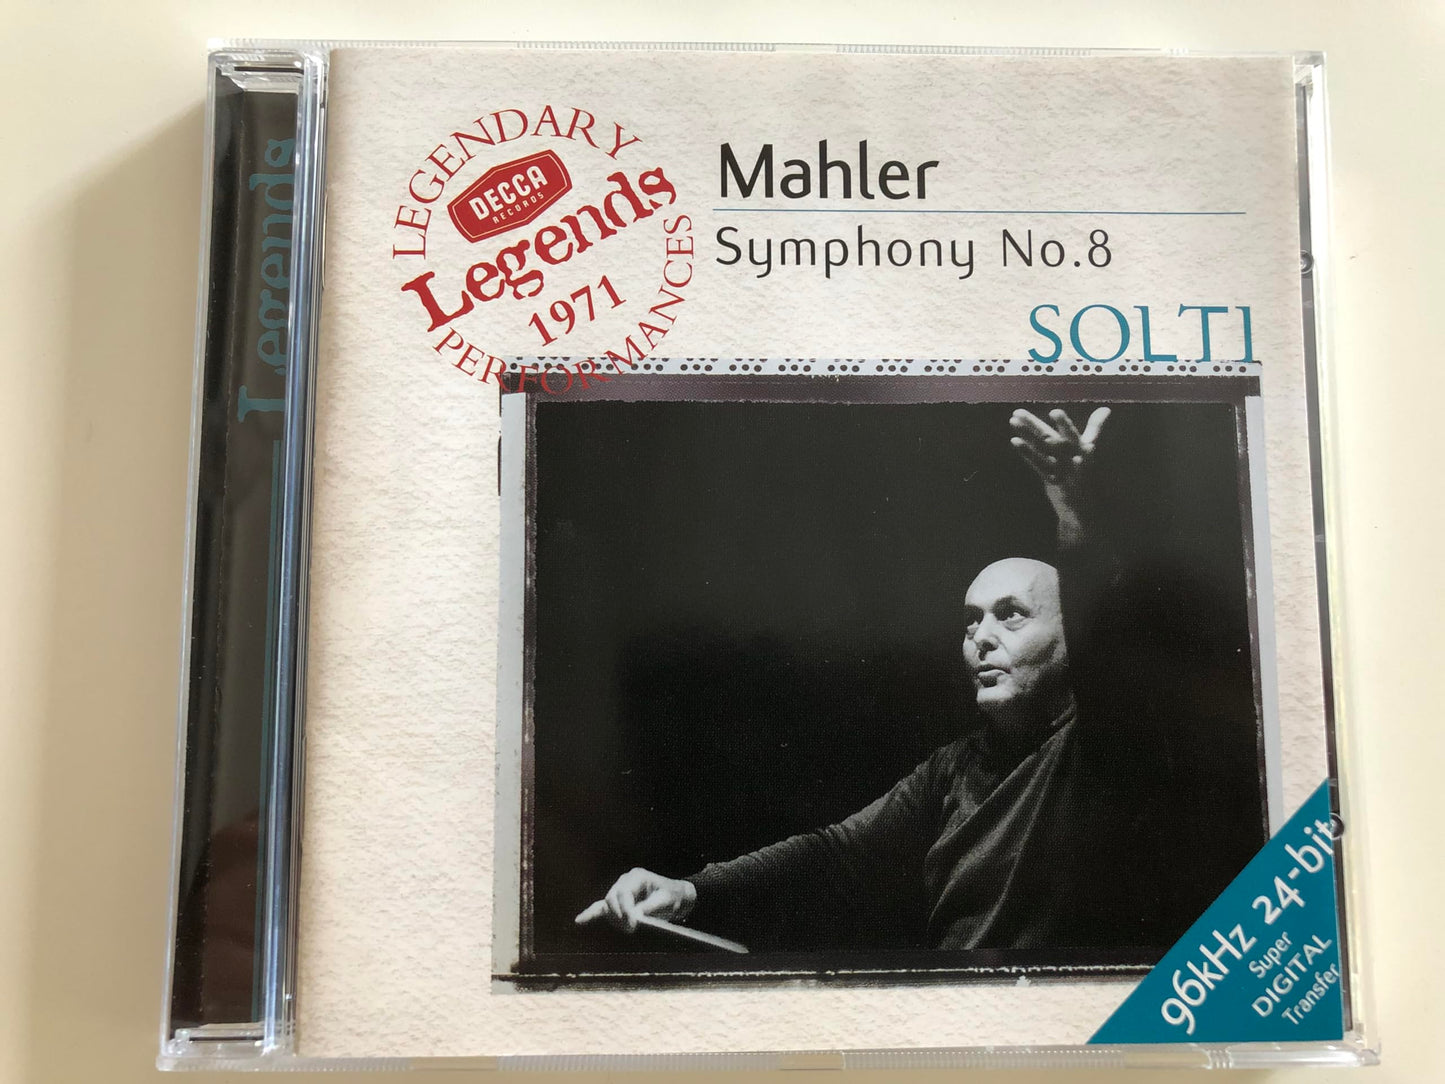 Legends
LEGENDARY
DECCA
RECORDS
Legends
1971
PERFORMANCES
Mahler
Symphony No.8
SOLTI
96kHz 24-bit
Super
DIGITAL
Transfer